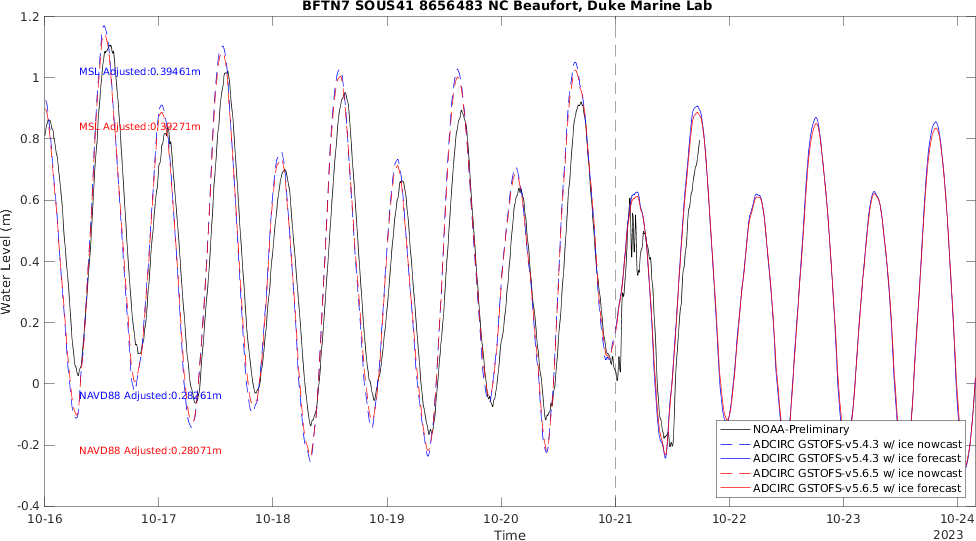 BFTN7 SOUS41 8656483 NC Beaufort, Duke Marine Lab
1.2
1
0.8
0.6
0.4
0.2
0
-0.2
-0.4
Water Level (m)
MSL Adjusted:0.39461m
MSL Adjusted:0.39271m
NAVD88 Adjusted:0.28261m
NAVD88 Adjusted:0.28071m
NOAA-Preliminary
ADCIRC GSTOFS-v5.4.3 w/ ice nowcast
ADCIRC GSTOFS-v5.4.3 w/ ice forecast
ADCIRC GSTOFS-v5.6.5 w/ ice nowcast
ADCIRC GSTOFS-v5.6.5 w/ ice forecast
10-16 10-17 10-18 10-19 10-20 10-21 10-22 10-23 10-24
Time
2023